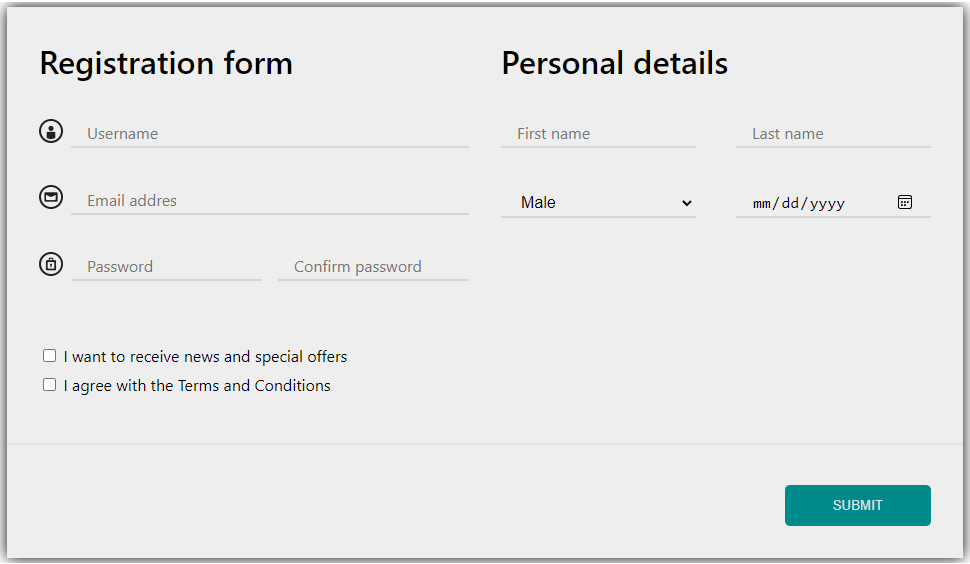 Registration form
Username
Email addres
Password Confirm password
I want to receive news and special offers
I agree with the Terms and Conditions
Personal details
First name Last name
Male mm/dd/yyyy
SUBMIT